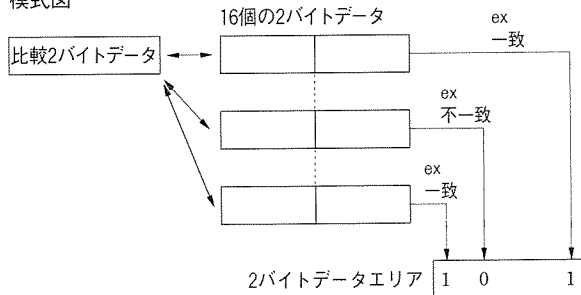 模式図
16個の2バイトデータ
比較2バイトデータ
ex
一致
ex
不一致
ex
一致
2バイトデータエリア 1 0 1